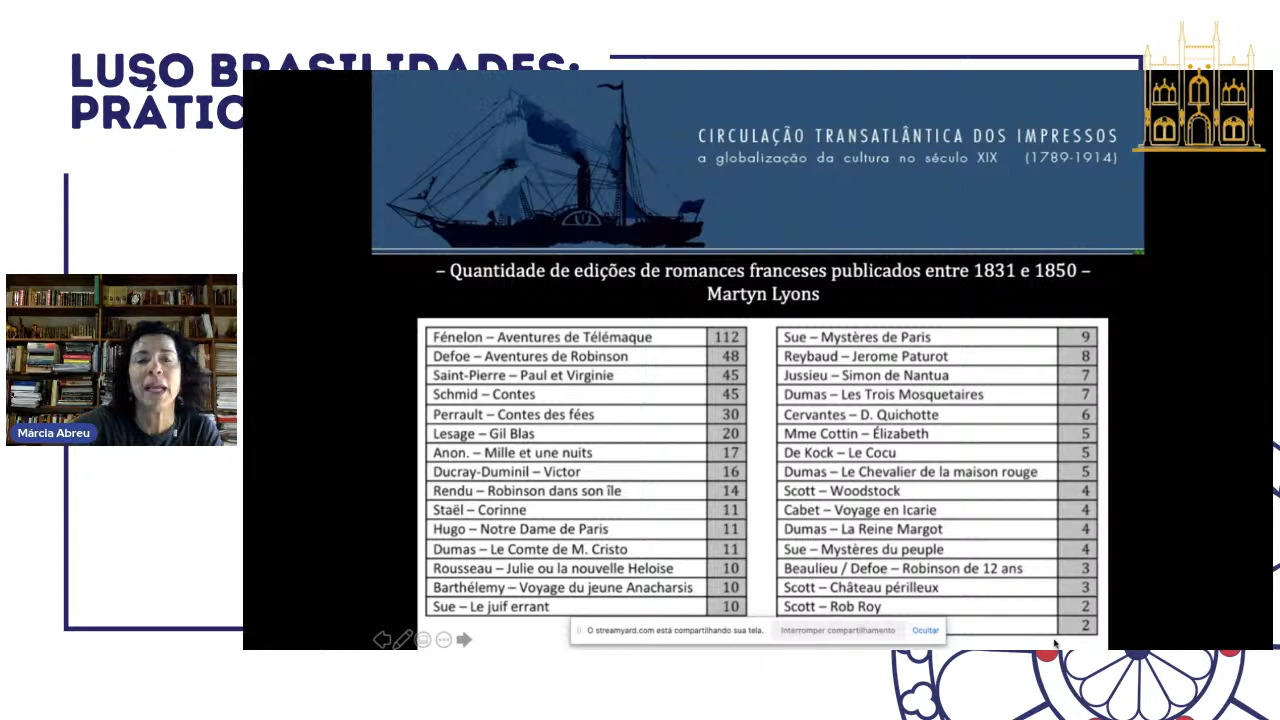 LUSO BRASILIDADES:
PRÁTIC
CIRCULAÇÃO TRANSATLÂNTICA DOS IMPRESSOS
a globalização da cultura no século XIX (1789-1914)
– Quantidade de edições de romances franceses publicados entre 1831 e 1850 –
Martyn Lyons
Fénelon – Aventures de Télémaque 112
Defoe – Aventures de Robinson 48
Saint-Pierre – Paul et Virginie 45
Schmid – Contes 45
Perrault – Contes des fées 30
Lesage – Gil Blas 20
Anon. – Mille et une nuits 17
Ducray-Duminil – Victor 16
Rendu – Robinson dans son île 14
Staël – Corinne 11
Hugo – Notre Dame de Paris 11
Dumas – Le Comte de M. Cristo 11
Rousseau – Julie ou la nouvelle Heloise 10
Barthélemy – Voyage du jeune Anacharsis 10
Sue – Le juif errant 10
Sue – Mystères de Paris 9
Reybaud – Jerome Paturot 8
Jussieu – Simon de Nantua 7
Dumas – Les Trois Mosquetaires 7
Cervantes – D. Quichotte 6
Mme Cottin – Élizabeth 5
De Kock – Le Cocu 5
Dumas – Le Chevalier de la maison rouge 5
Scott – Woodstock 4
Cabet – Voyage en Icarie 4
Dumas – La Reine Margot 4
Sue – Mystères du peuple 4
Beaulieu / Defoe – Robinson de 12 ans 3
Scott – Château périlleux 3
Scott – Rob Roy 2
2
Márcia Abreu
O streamyard.com está compartilhando sua tela. Interromper compartilhamento Ocultar